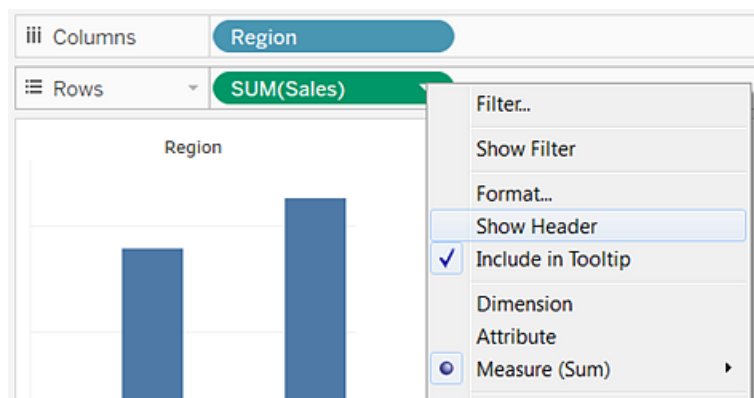 Columns
Region
Rows
SUM(Sales)
Region
Filter...
Show Filter
Format...
Show Header
Include in Tooltip
Dimension
Attribute
Measure (Sum)